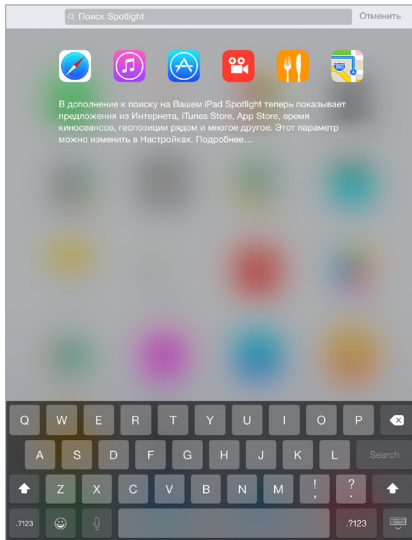 Поиск Spotlight Отменить
В дополнение к поиску на Вашем iPad Spotlight теперь показывает
предложения из Интернета, iTunes Store, App Store, время
киносеансов, геопозиции рядом и многое другое. Этот параметр
можно изменить в Настройках. Подробнее…
Q W E R T Y U I O P
A S D F G H J K L Search
Z X C V B N M ! , ? .
.?123 .?123